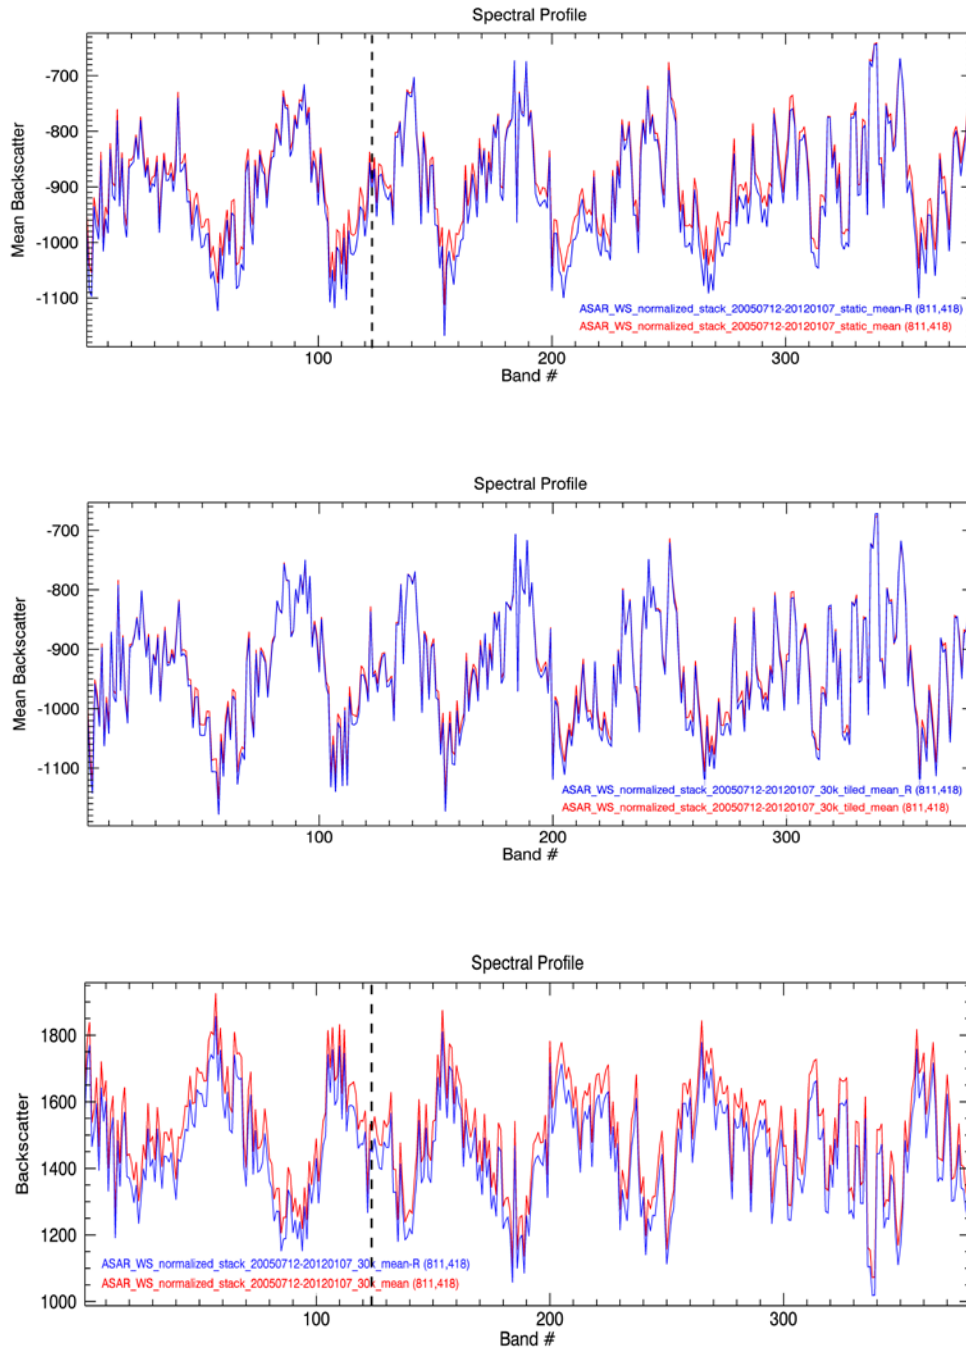 Spectral Profile
-700
-800
-900
-1000
-1100
Mean Backscatter
ASAR_WS_normalized_stack_20050712-20120107_static_mean-R (811,418)
ASAR_WS_normalized_stack_20050712-20120107_static_mean (811,418)
100
200
300
Band #
Spectral Profile
-700
-800
-900
-1000
-1100
Mean Backscatter
ASAR_WS_normalized_stack_20050712-20120107_30k_tiled_mean_R (811,418)
ASAR_WS_normalized_stack_20050712-20120107_30k_tiled_mean (811,418)
100
200
300
Band #
Spectral Profile
1800
1600
1400
1200
1000
Backscatter
ASAR_WS_normalized_stack_20050712-20120107_30k_mean-R (811,418)
ASAR_WS_normalized_stack_20050712-20120107_30k_mean (811,418)
100
200
300
Band #